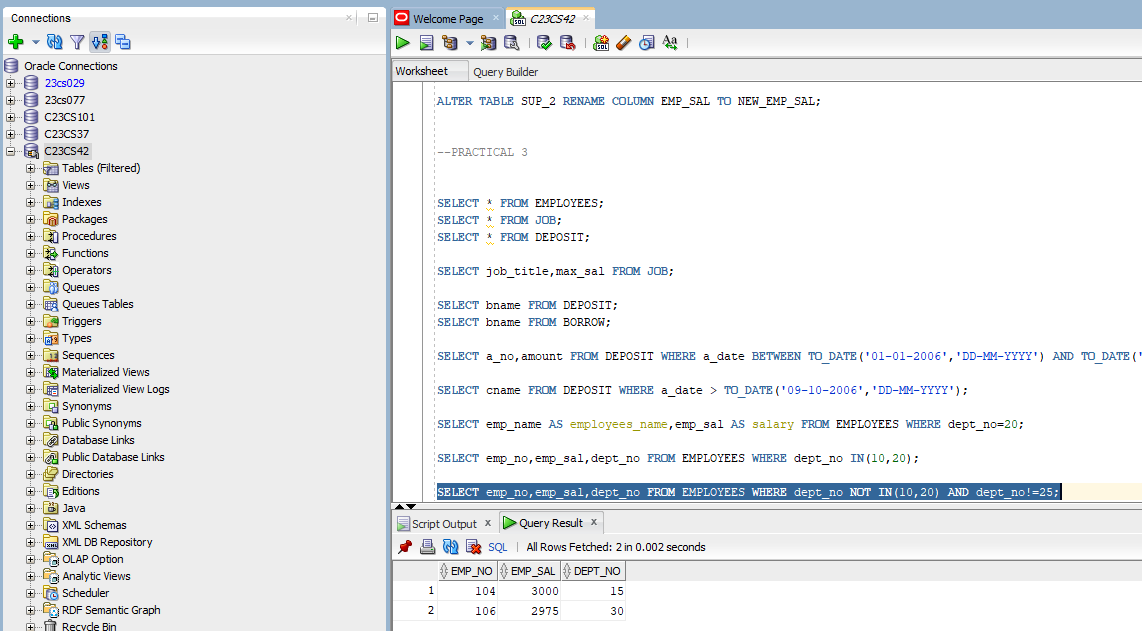 Connections
Oracle Connections
23cs029
23cs077
C23CS101
C23CS37
C23CS42
Tables (Filtered)
Views
Indexes
Packages
Procedures
Functions
Operators
Queues
Queues Tables
Triggers
Types
Sequences
Materialized Views
Materialized View Logs
Synonyms
Public Synonyms
Database Links
Public Database Links
Directories
Editions
Java
XML Schemas
XML DB Repository
OLAP Option
Analytic Views
Scheduler
RDF Semantic Graph
Recycle Bin
Welcome Page
C23CS42
Worksheet Query Builder
ALTER TABLE SUP_2 RENAME COLUMN EMP_SAL TO NEW_EMP_SAL;
--PRACTICAL 3
SELECT * FROM EMPLOYEES;
SELECT * FROM JOB;
SELECT * FROM DEPOSIT;
SELECT job_title,max_sal FROM JOB;
SELECT bname FROM DEPOSIT;
SELECT bname FROM BORROW;
SELECT a_no,amount FROM DEPOSIT WHERE a_date BETWEEN TO_DATE('01-01-2006','DD-MM-YYYY') AND TO_DATE('
SELECT cname FROM DEPOSIT WHERE a_date > TO_DATE('09-10-2006','DD-MM-YYYY');
SELECT emp_name AS employees_name,emp_sal AS salary FROM EMPLOYEES WHERE dept_no=20;
SELECT emp_no,emp_sal,dept_no FROM EMPLOYEES WHERE dept_no IN(10,20);
SELECT emp_no,emp_sal,dept_no FROM EMPLOYEES WHERE dept_no NOT IN(10,20) AND dept_no!=25;
Script Output Query Result
SQL All Rows Fetched: 2 in 0.002 seconds
EMP_NO EMP_SAL DEPT_NO
1 104 3000 15
2 106 2975 30